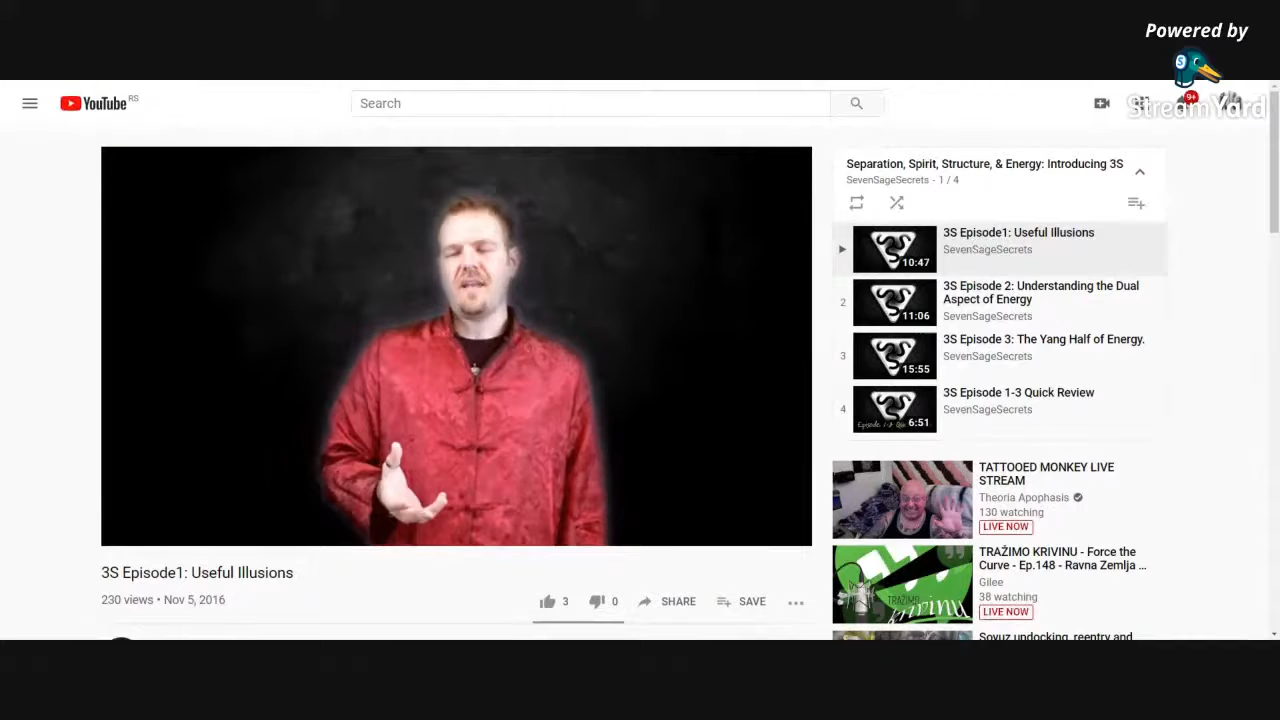 Powered by
StreamYard
YouTube RS
Search
9+
Separation, Spirit, Structure, & Energy: Introducing 3S
SevenSageSecrets - 1 / 4
3S Episode1: Useful Illusions
SevenSageSecrets
10:47
2
3S Episode 2: Understanding the Dual
Aspect of Energy
SevenSageSecrets
11:06
3
3S Episode 3: The Yang Half of Energy.
SevenSageSecrets
15:55
4
3S Episode 1-3 Quick Review
SevenSageSecrets
6:51
TATTOOED MONKEY LIVE
STREAM
Theoria Apophasis
130 watching
LIVE NOW
TRAŽIMO KRIVINU - Force the
Curve - Ep.148 - Ravna Zemlja ...
Gilee
38 watching
LIVE NOW
TRAŽIMO
krivinu
Soyuz undocking, reentry and
3S Episode1: Useful Illusions
230 views • Nov 5, 2016
3
0
SHARE
SAVE